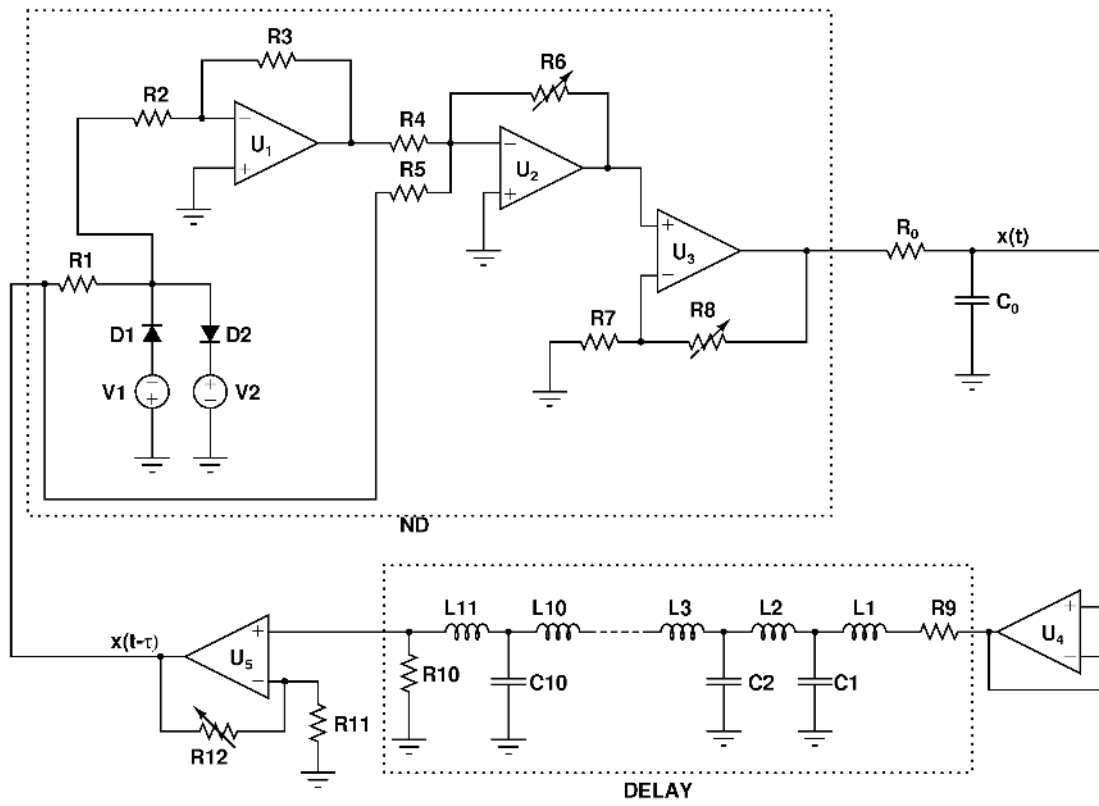 R3
R2
R6
R4
U1
R5
U2
U3
R0
x(t)
C0
R1
D1
D2
V1
V2
R7
R8
ND
L11
L10
L3
L2
L1
R9
U4
x(t-τ)
U5
R10
C10
C2
C1
R11
R12
DELAY